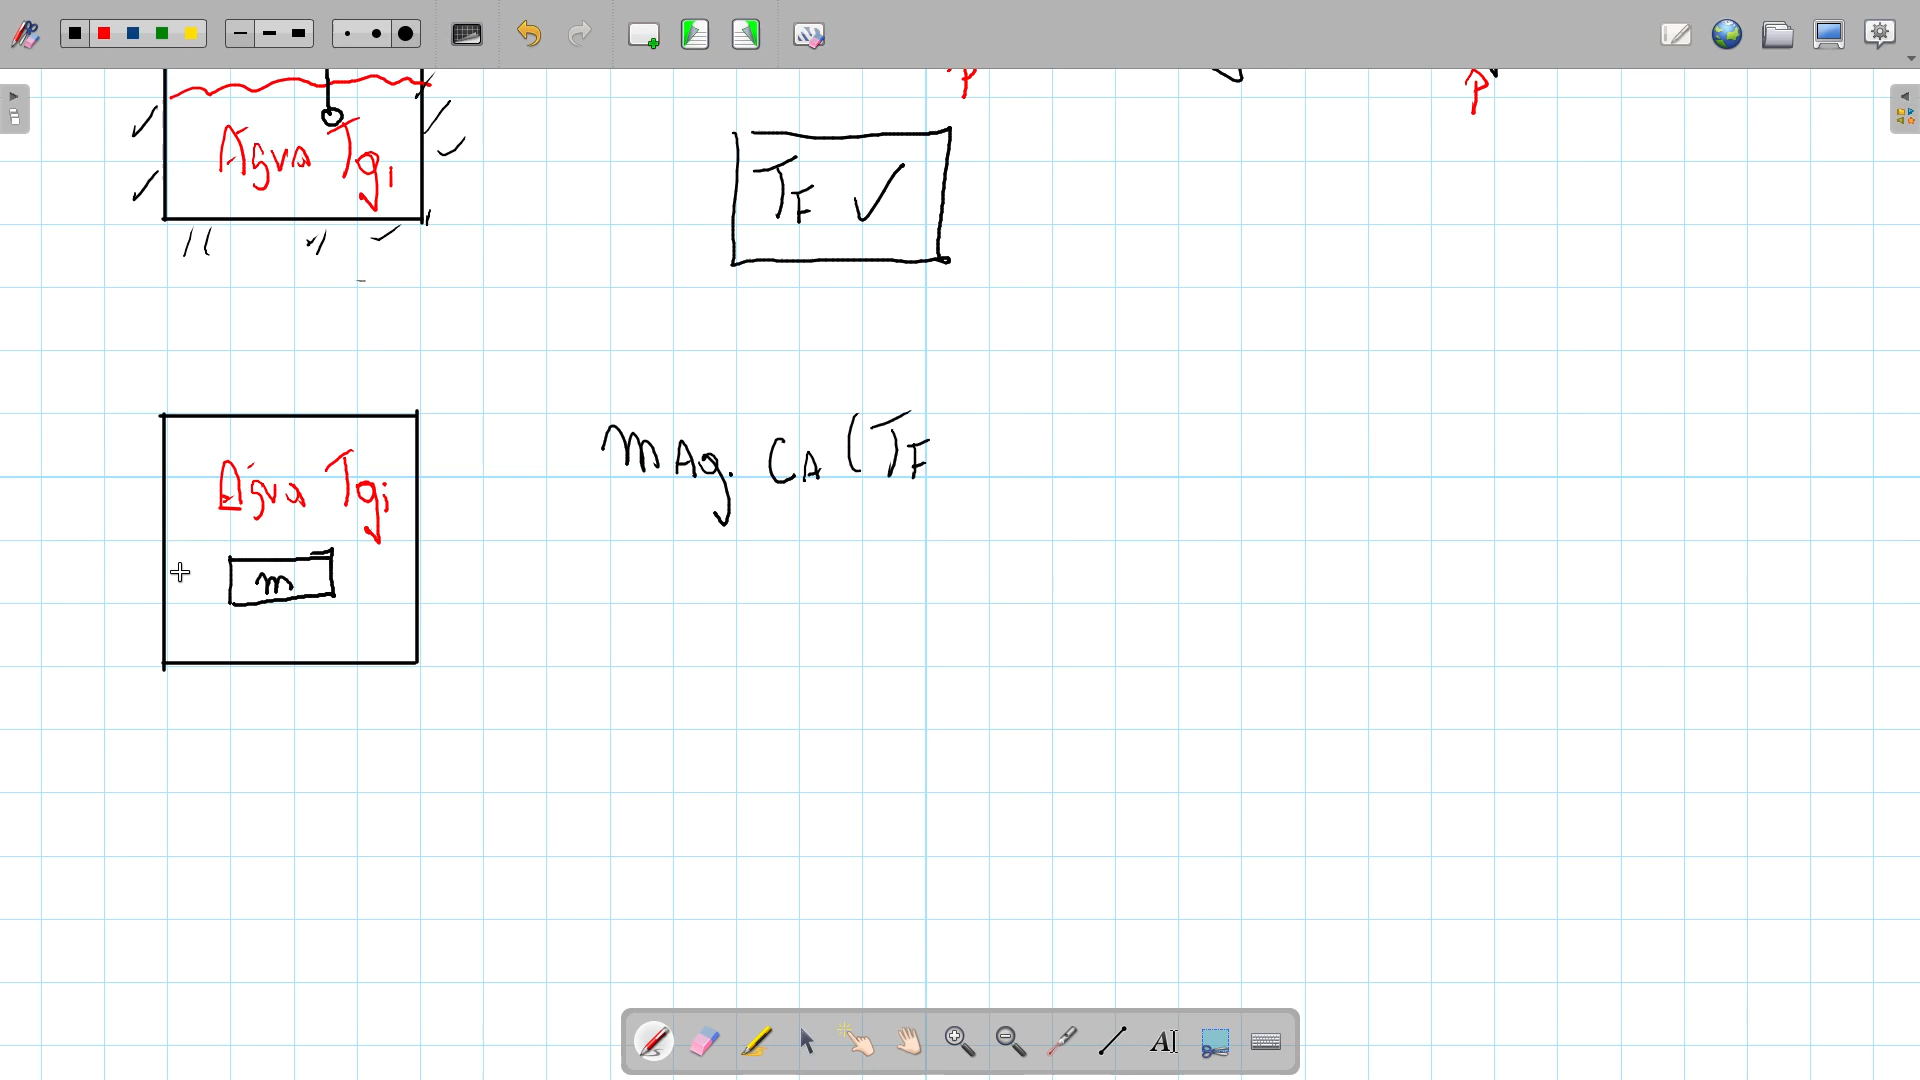 P
P
Água Tgi
TF ✓
mAg. CA (TF
Água Tgi
m